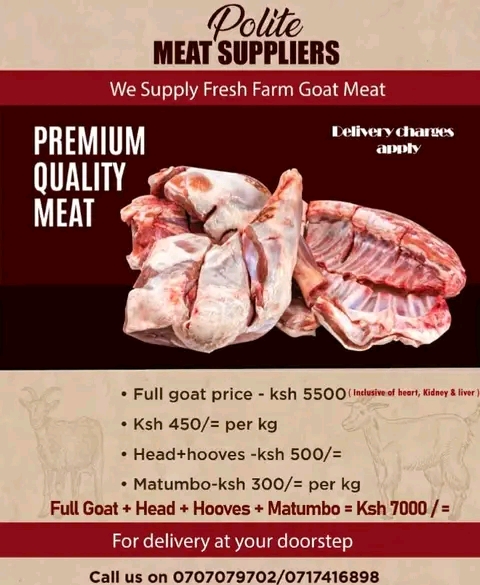 Polite
MEAT SUPPLIERS
We Supply Fresh Farm Goat Meat
PREMIUM
QUALITY
MEAT
Delivery charges
apply
• Full goat price - ksh 5500 ( Inclusive of heart, Kidney & liver )
• Ksh 450/= per kg
• Head+hooves -ksh 500/=
• Matumbo-ksh 300/= per kg
Full Goat + Head + Hooves + Matumbo = Ksh 7000 / =
For delivery at your doorstep
Call us on 0707079702/0717416898